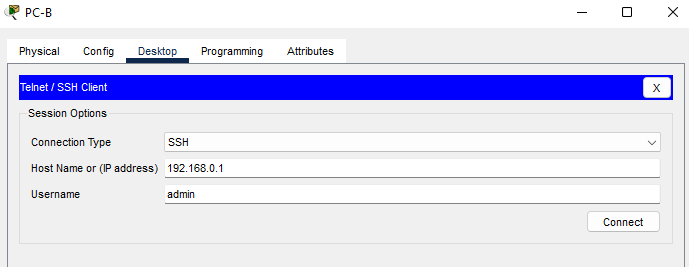 PC-B
Physical Config Desktop Programming Attributes
Telnet / SSH Client X
Session Options
Connection Type SSH
Host Name or (IP address) 192.168.0.1
Username admin
Connect